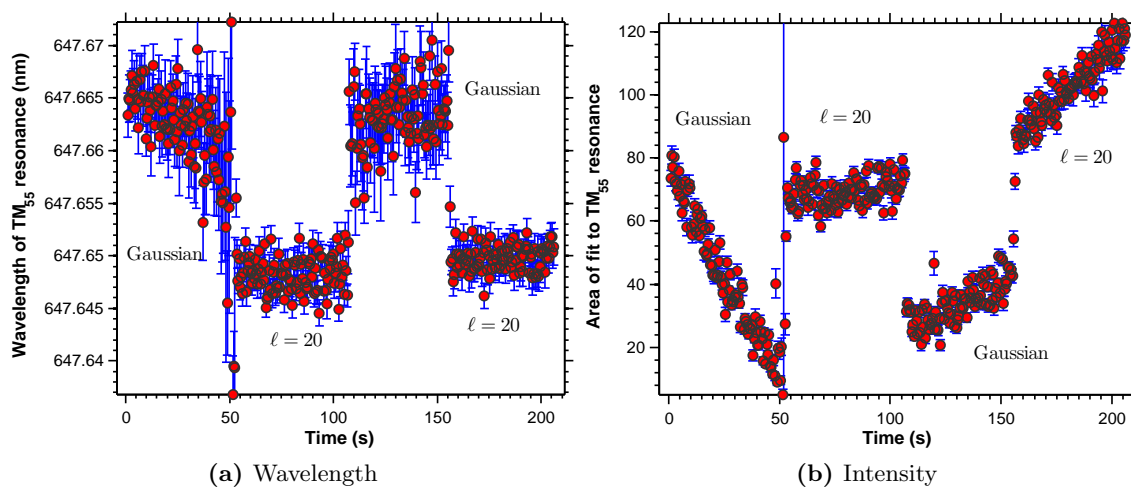 647.67
647.665
647.66
647.655
647.65
647.645
647.64
Wavelength of TM55 resonance (nm)
Gaussian
Gaussian
ℓ = 20
ℓ = 20
0 50 100 150 200
Time (s)
(a) Wavelength
120
100
80
60
40
20
Area of fit to TM55 resonance
Gaussian
ℓ = 20
ℓ = 20
Gaussian
0 50 100 150 200
Time (s)
(b) Intensity